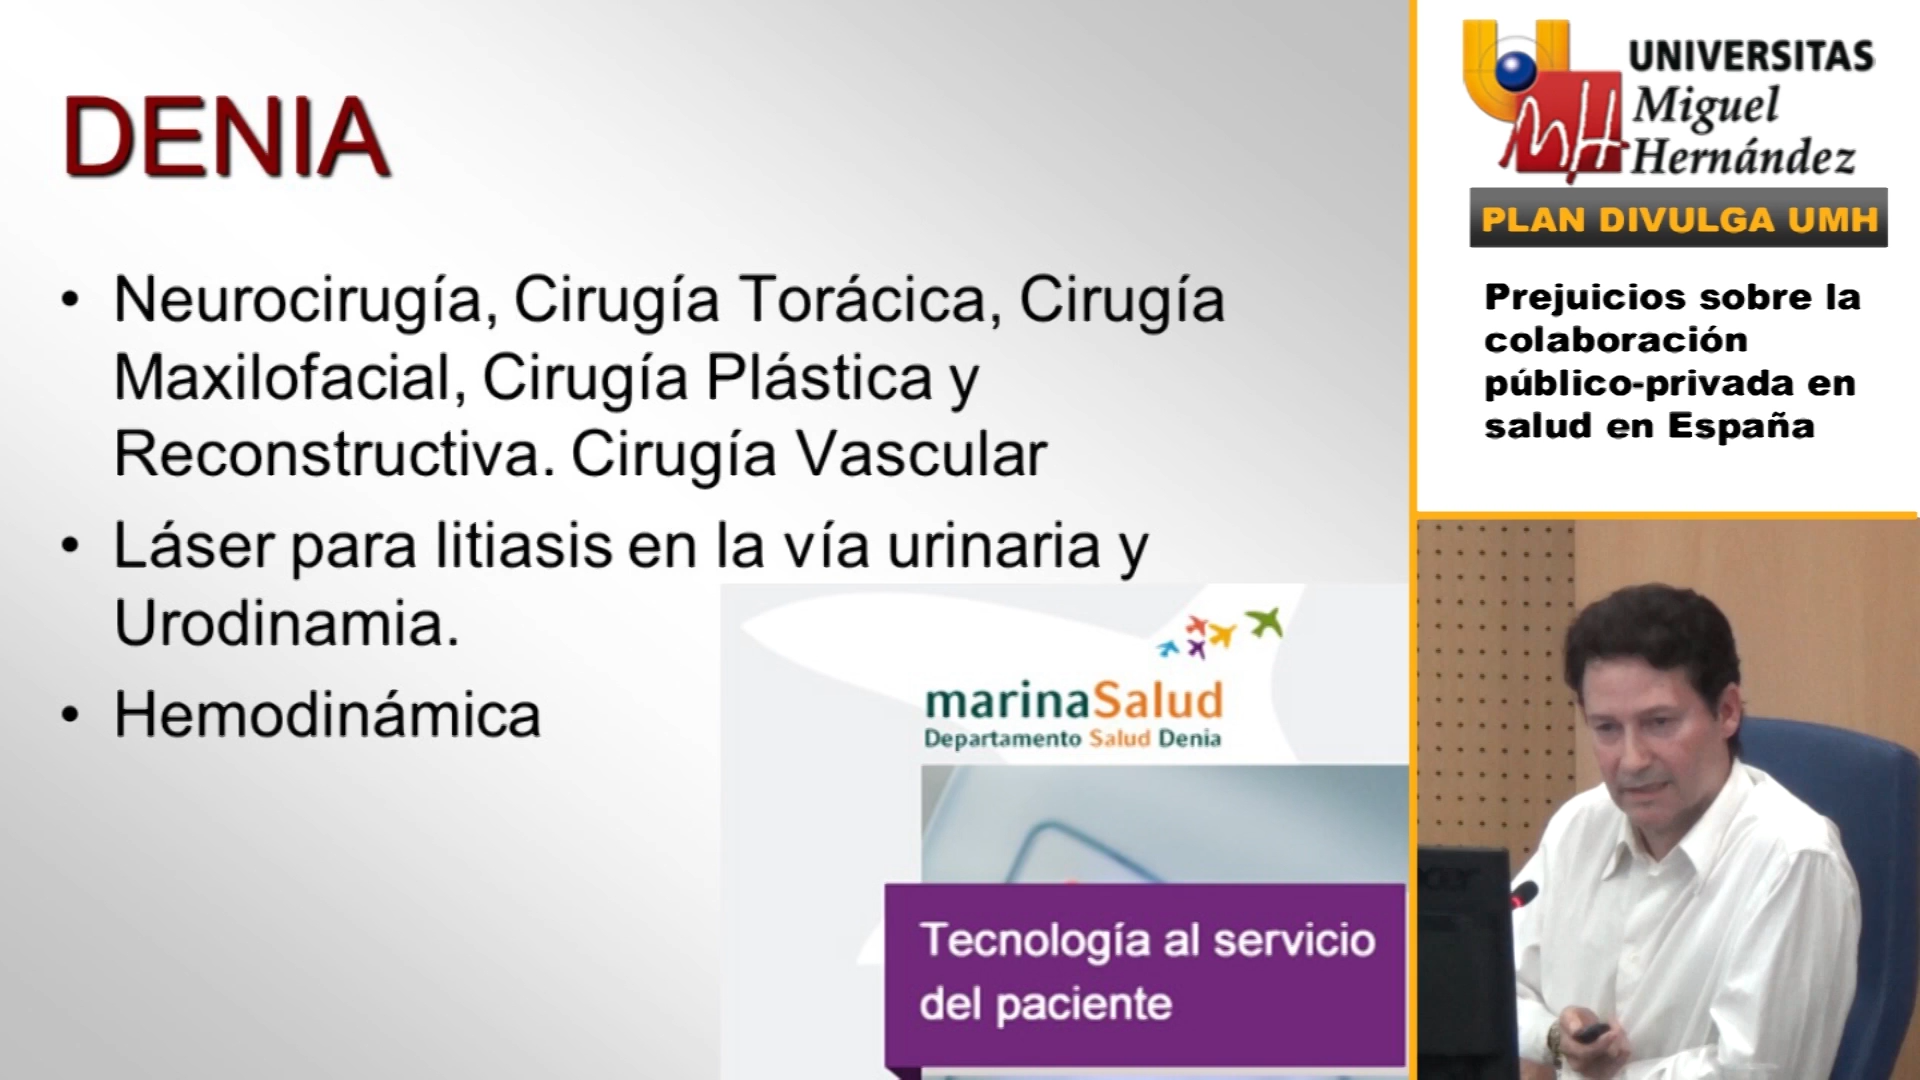 DENIA
• Neurocirugía, Cirugía Torácica, Cirugía
Maxilofacial, Cirugía Plástica y
Reconstructiva. Cirugía Vascular
• Láser para litiasis en la vía urinaria y
Urodinamia.
• Hemodinámica
marinaSalud
Departamento Salud Denia
Tecnología al servicio
del paciente
UNIVERSITAS
Miguel
Hernández
PLAN DIVULGA UMH
Prejuicios sobre la
colaboración
público-privada en
salud en España